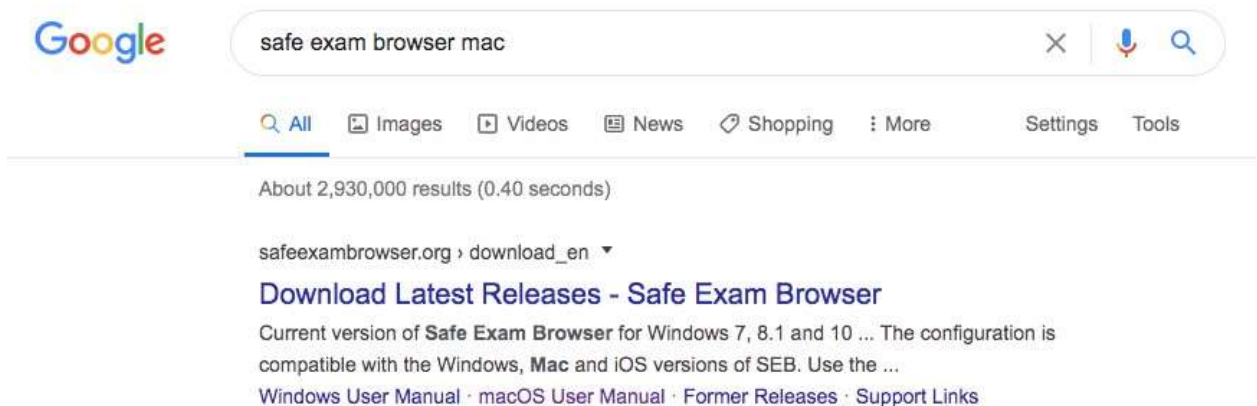 Google safe exam browser mac
All Images Videos News Shopping More Settings Tools
About 2,930,000 results (0.40 seconds)
safeexambrowser.org › download_en
Download Latest Releases - Safe Exam Browser
Current version of Safe Exam Browser for Windows 7, 8.1 and 10 ... The configuration is
compatible with the Windows, Mac and iOS versions of SEB. Use the ...
Windows User Manual · macOS User Manual · Former Releases · Support Links